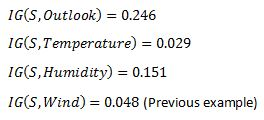 IG(S,Outlook) = 0.246
IG(S,Temperature) = 0.029
IG(S,Humidity) = 0.151
IG(S,Wind) = 0.048 (Previous example)